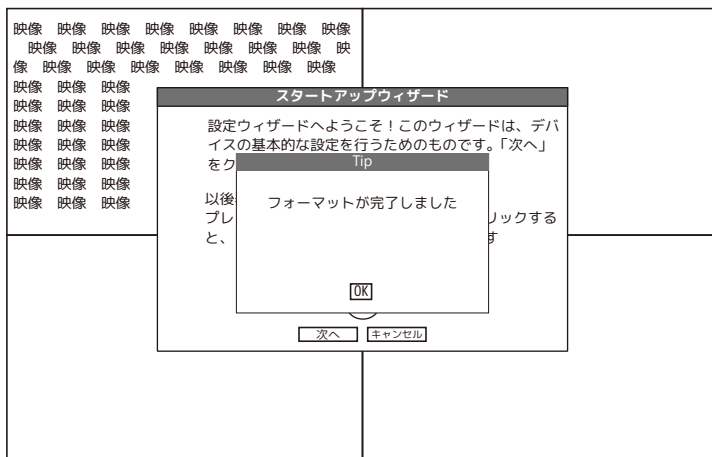 映像 映像 映像 映像 映像 映像 映像 映像
映像 映像 映像 映像 映像 映像 映像 映
像 映像 映像 映像 映像 映像 映像 映像
映像 映像 映像
映像 映像 映像
映像 映像 映像
映像 映像 映像
映像 映像 映像
映像 映像 映像
映像 映像 映像
スタートアップウィザード
設定ウィザードへようこそ！このウィザードは、デバ
イスの基本的な設定を行うためのものです。「次へ」
をク
Tip
以後
フォーマットが完了しました
プレ
リックする
と、
す
OK
次へ
キャンセル